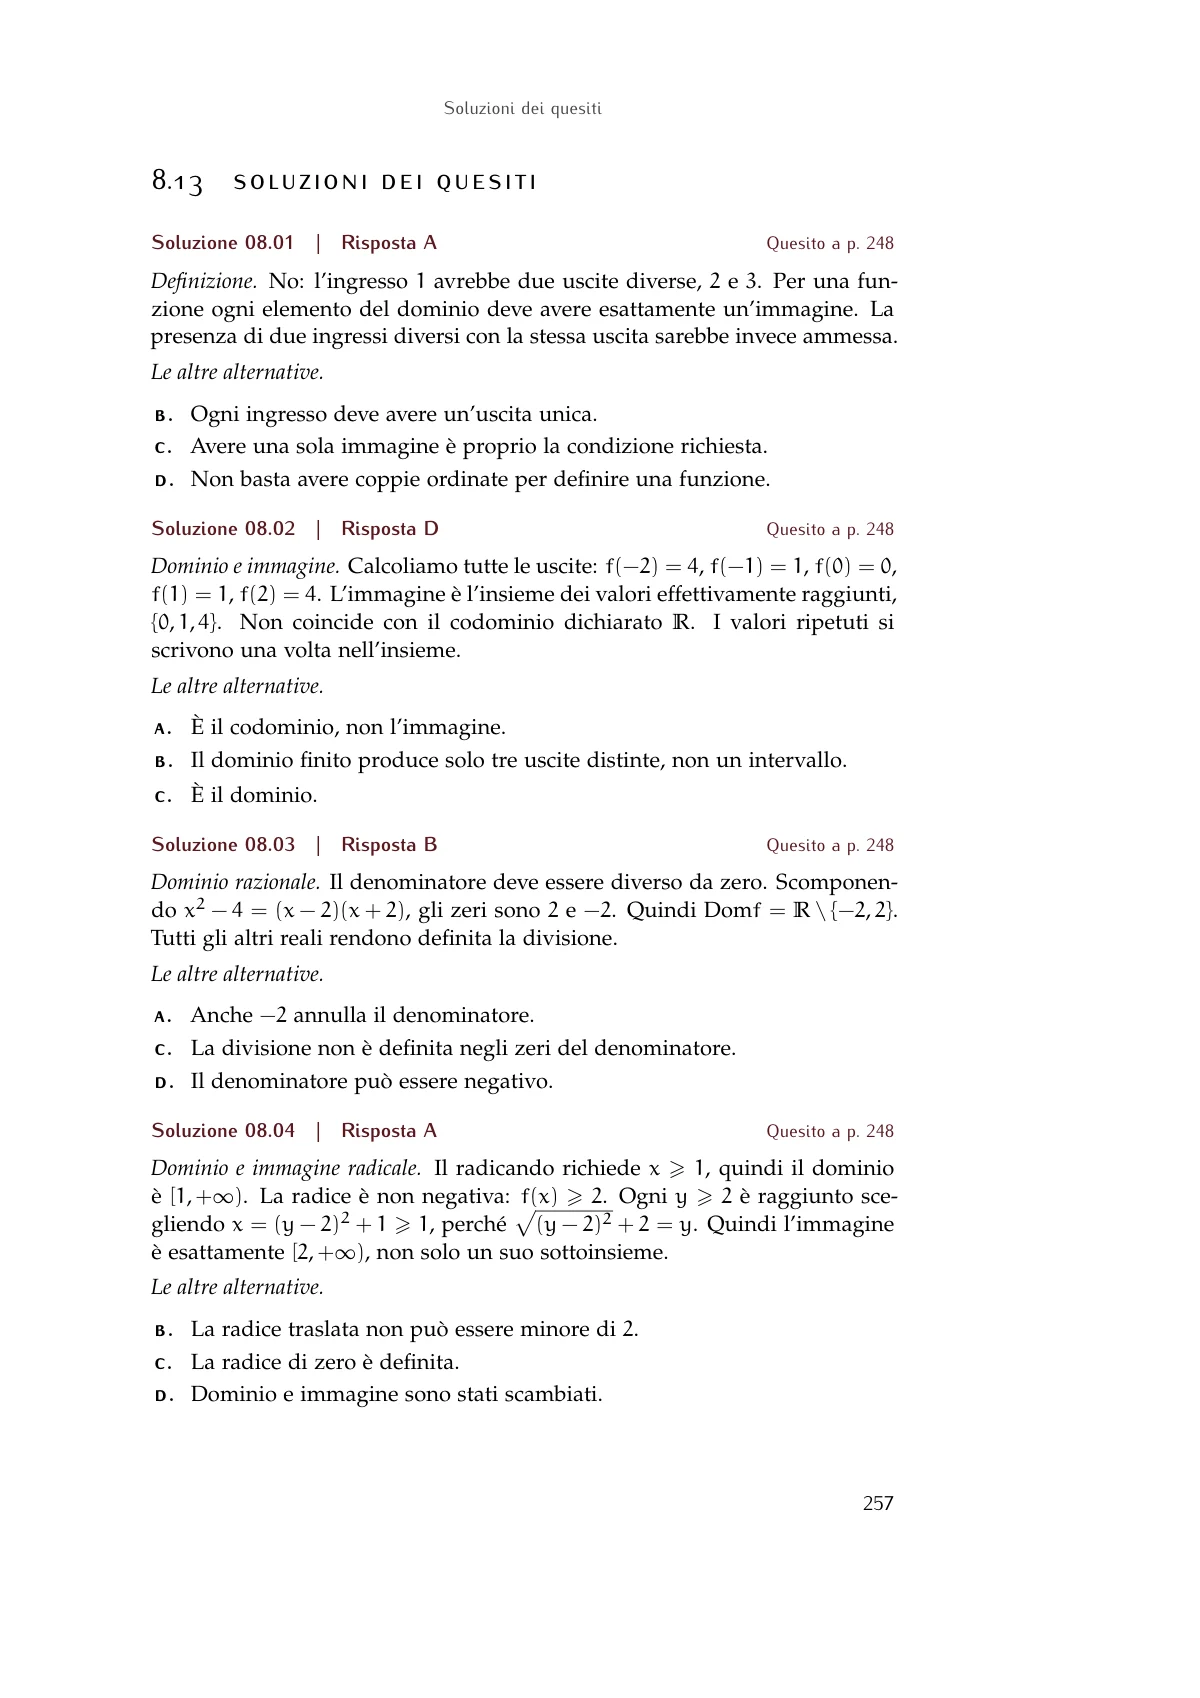 Soluzioni dei quesiti
8.13 SOLUZIONI DEI QUESITI
Soluzione 08.01 | Risposta A Quesito a p. 248
Definizione. No: l'ingresso 1 avrebbe due uscite diverse, 2 e 3. Per una fun-
zione ogni elemento del dominio deve avere esattamente un'immagine. La
presenza di due ingressi diversi con la stessa uscita sarebbe invece ammessa.
Le altre alternative.
B. Ogni ingresso deve avere un'uscita unica.
C. Avere una sola immagine è proprio la condizione richiesta.
D. Non basta avere coppie ordinate per definire una funzione.
Soluzione 08.02 | Risposta D Quesito a p. 248
Dominio e immagine. Calcoliamo tutte le uscite: f(−2) = 4, f(−1) = 1, f(0) = 0,
f(1) = 1, f(2) = 4. L'immagine è l'insieme dei valori effettivamente raggiunti,
{0, 1, 4}. Non coincide con il codominio dichiarato ℝ. I valori ripetuti si
scrivono una volta nell'insieme.
Le altre alternative.
A. È il codominio, non l'immagine.
B. Il dominio finito produce solo tre uscite distinte, non un intervallo.
C. È il dominio.
Soluzione 08.03 | Risposta B Quesito a p. 248
Dominio razionale. Il denominatore deve essere diverso da zero. Scomponen-
do x² − 4 = (x − 2)(x + 2), gli zeri sono 2 e −2. Quindi Domf = ℝ \ {−2, 2}.
Tutti gli altri reali rendono definita la divisione.
Le altre alternative.
A. Anche −2 annulla il denominatore.
C. La divisione non è definita negli zeri del denominatore.
D. Il denominatore può essere negativo.
Soluzione 08.04 | Risposta A Quesito a p. 248
Dominio e immagine radicale. Il radicando richiede x ⩾ 1, quindi il dominio
è [1, +∞). La radice è non negativa: f(x) ⩾ 2. Ogni y ⩾ 2 è raggiunto sce-
gliendo x = (y − 2)² + 1 ⩾ 1, perché √(y − 2)² + 2 = y. Quindi l'immagine
è esattamente [2, +∞), non solo un suo sottoinsieme.
Le altre alternative.
B. La radice traslata non può essere minore di 2.
C. La radice di zero è definita.
D. Dominio e immagine sono stati scambiati.
257